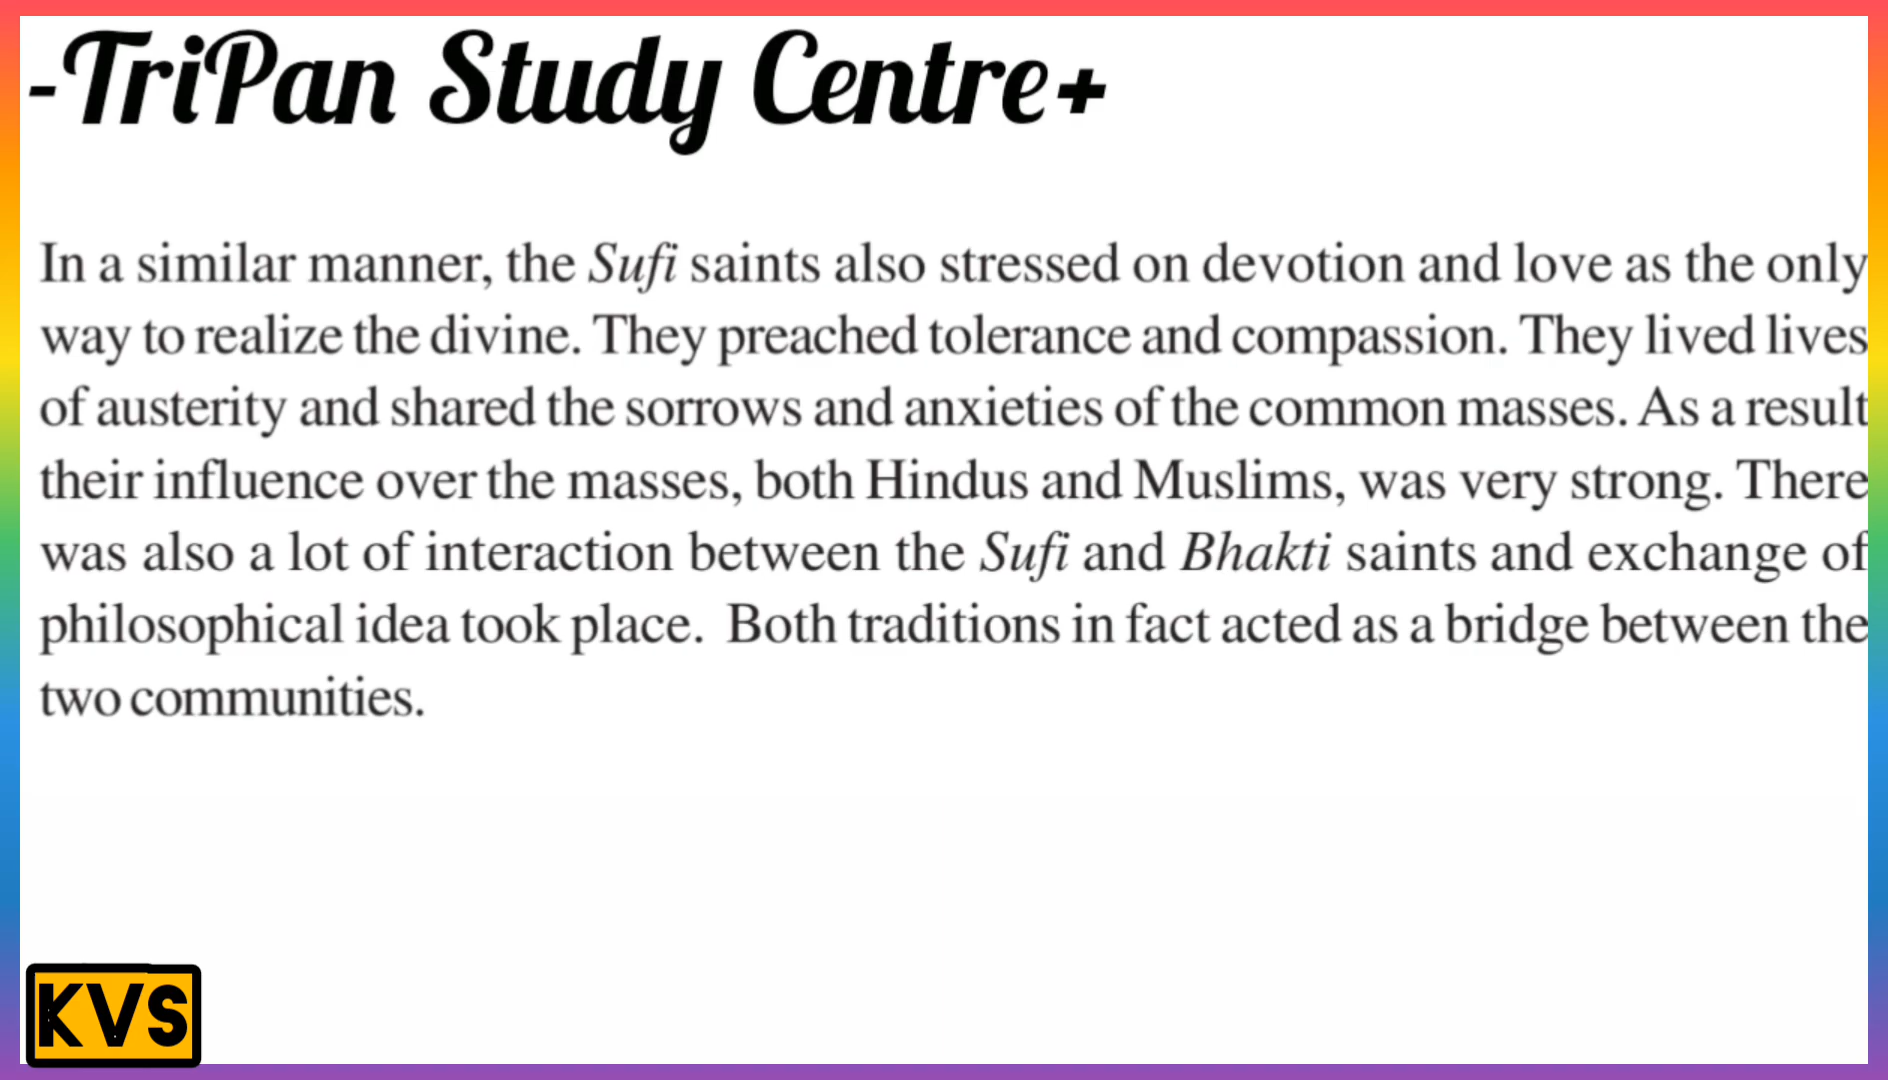 -TriPan Study Centre+
In a similar manner, the Sufi saints also stressed on devotion and love as the only
way to realize the divine. They preached tolerance and compassion. They lived lives
of austerity and shared the sorrows and anxieties of the common masses. As a result
their influence over the masses, both Hindus and Muslims, was very strong. There
was also a lot of interaction between the Sufi and Bhakti saints and exchange of
philosophical idea took place. Both traditions in fact acted as a bridge between the
two communities.
KVS